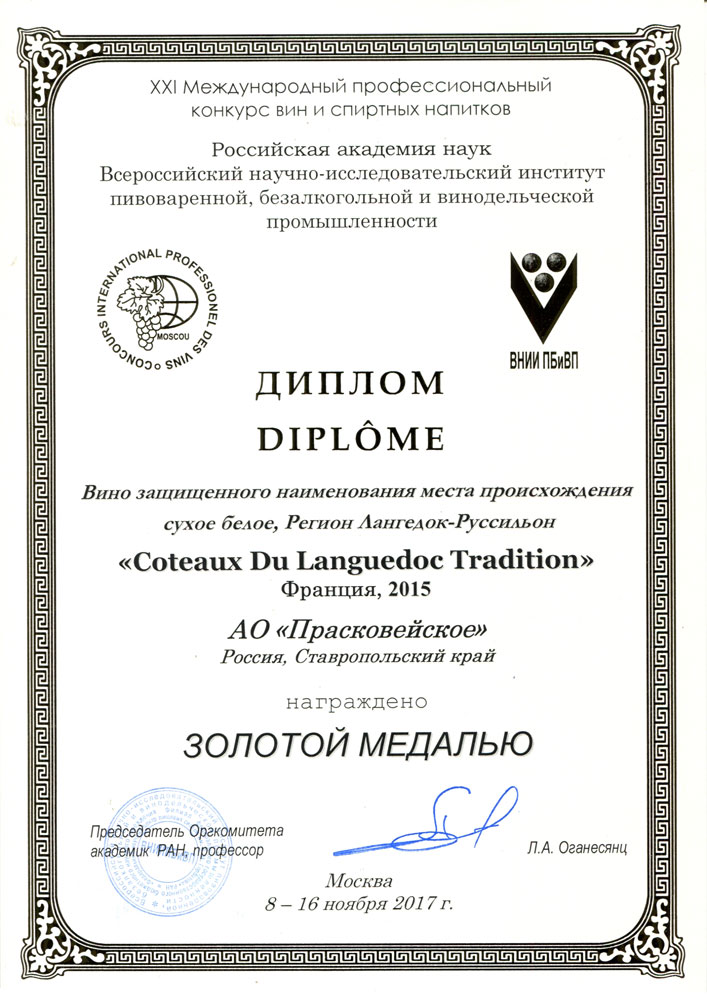 XXI Международный профессиональный
конкурс вин и спиртных напитков
Российская академия наук
Всероссийский научно-исследовательский институт
пивоваренной, безалкогольной и винодельческой
промышленности
CONCOURS INTERNATIONAL PROFESSIONEL DES VINS
MOSCOU
ВНИИ ПБиВП
ДИПЛОМ
DIPLÔME
Вино защищенного наименования места происхождения
сухое белое, Регион Лангедок-Руссильон
«Coteaux Du Languedoc Tradition»
Франция, 2015
АО «Прасковейское»
Россия, Ставропольский край
награждено
ЗОЛОТОЙ МЕДАЛЬЮ
Председатель Оргкомитета
академик РАН, профессор
Л.А. Оганесянц
Москва
8 – 16 ноября 2017 г.